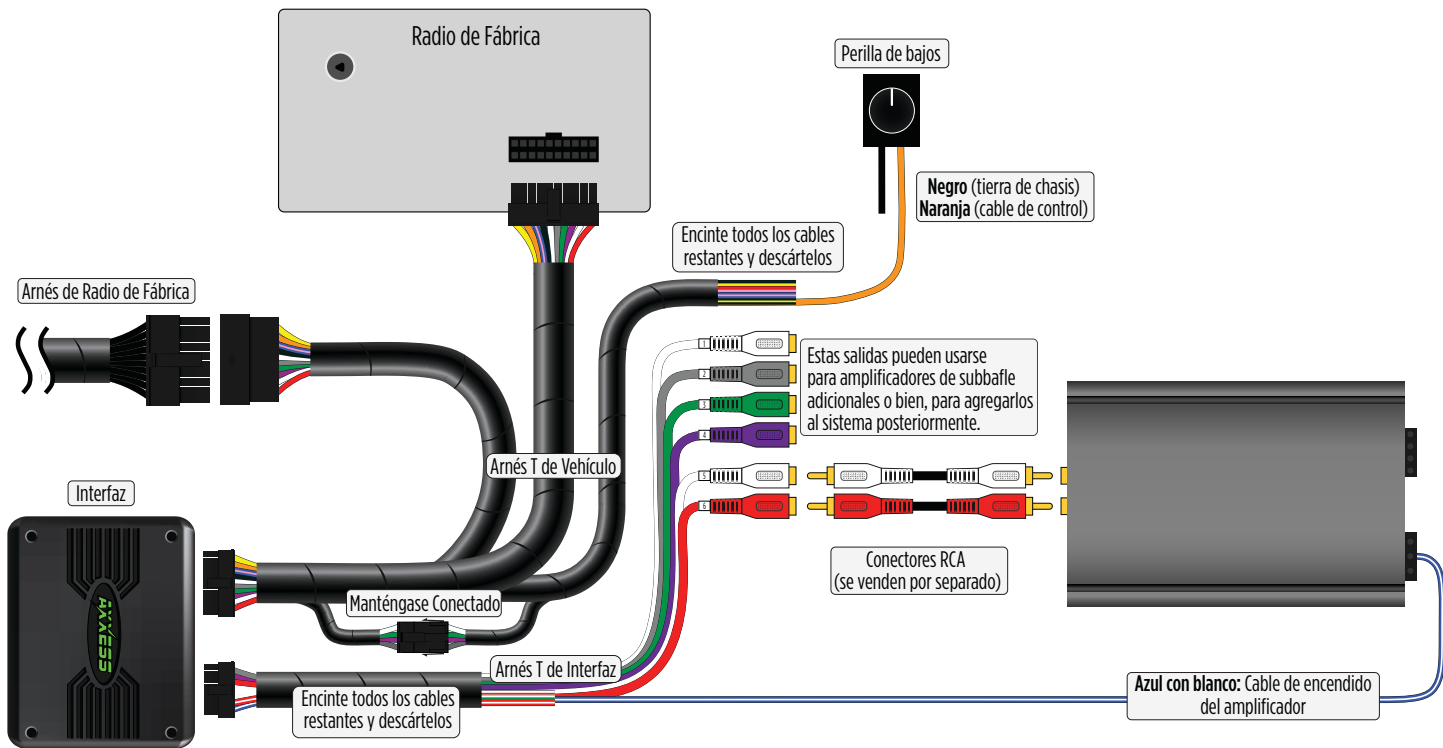 Radio de Fábrica
Perilla de bajos
Negro (tierra de chasis)
Naranja (cable de control)
Encinte todos los cables
restantes y descártelos
Arnés de Radio de Fábrica
1
2
3
4
5
6
Estas salidas pueden usarse
para amplificadores de subbafle
adicionales o bien, para agregarlos
al sistema posteriormente.
Arnés T de Vehículo
Interfaz
AXXESS
Conectores RCA
(se venden por separado)
Manténgase Conectado
Arnés T de Interfaz
Encinte todos los cables
restantes y descártelos
Azul con blanco: Cable de encendido
del amplificador